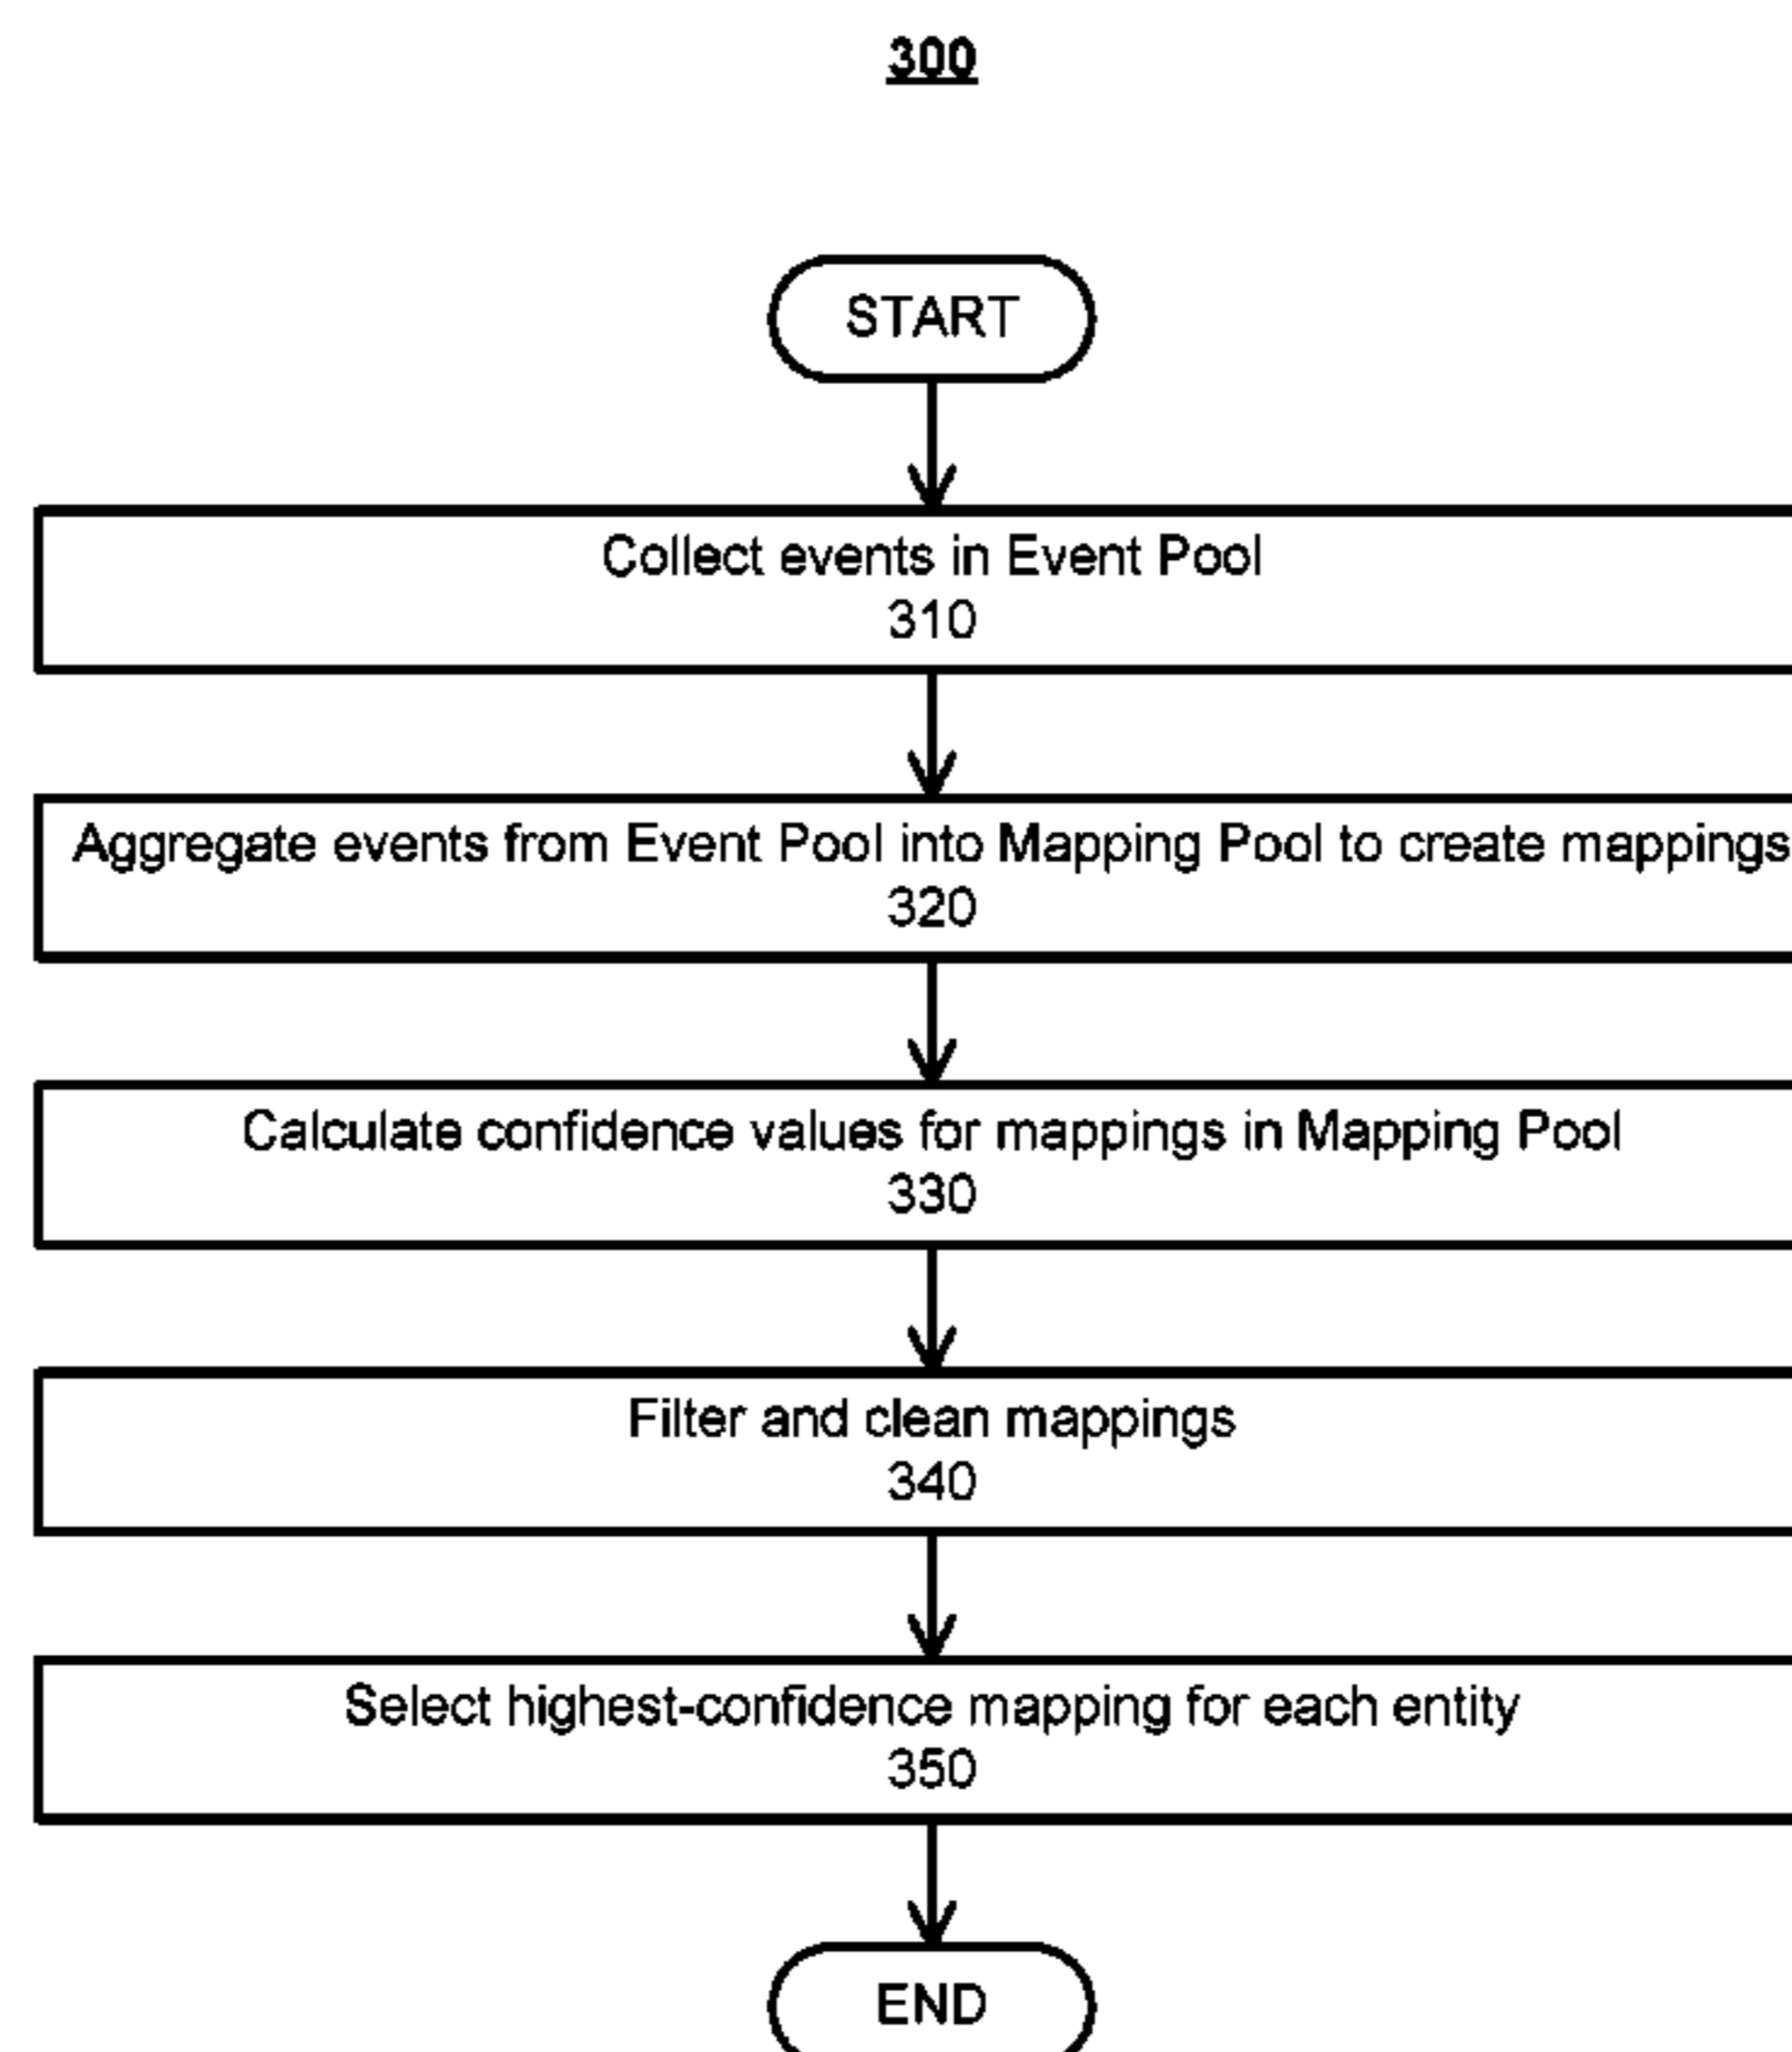 300
START
Collect events in Event Pool
310
Aggregate events from Event Pool into Mapping Pool to create mappings
320
Calculate confidence values for mappings in Mapping Pool
330
Filter and clean mappings
340
Select highest-confidence mapping for each entity
350
END